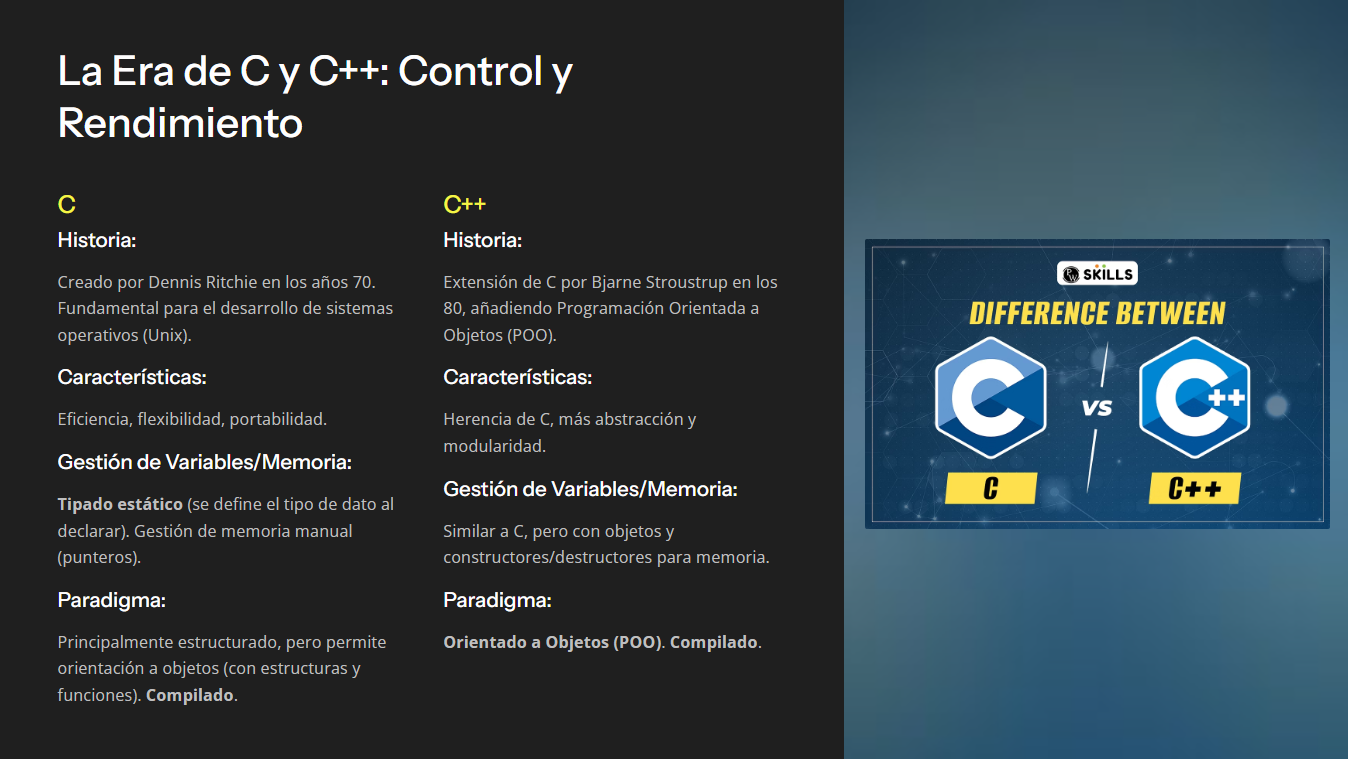 La Era de C y C++: Control y
Rendimiento
C
Historia:
Creado por Dennis Ritchie en los años 70.
Fundamental para el desarrollo de sistemas
operativos (Unix).
Características:
Eficiencia, flexibilidad, portabilidad.
Gestión de Variables/Memoria:
Tipado estático (se define el tipo de dato al
declarar). Gestión de memoria manual
(punteros).
Paradigma:
Principalmente estructurado, pero permite
orientación a objetos (con estructuras y
funciones). Compilado.
C++
Historia:
Extensión de C por Bjarne Stroustrup en los
80, añadiendo Programación Orientada a
Objetos (POO).
Características:
Herencia de C, más abstracción y
modularidad.
Gestión de Variables/Memoria:
Similar a C, pero con objetos y
constructores/destructores para memoria.
Paradigma:
Orientado a Objetos (POO). Compilado.
PW SKILLS
DIFFERENCE BETWEEN
C
VS
C++
C
C++